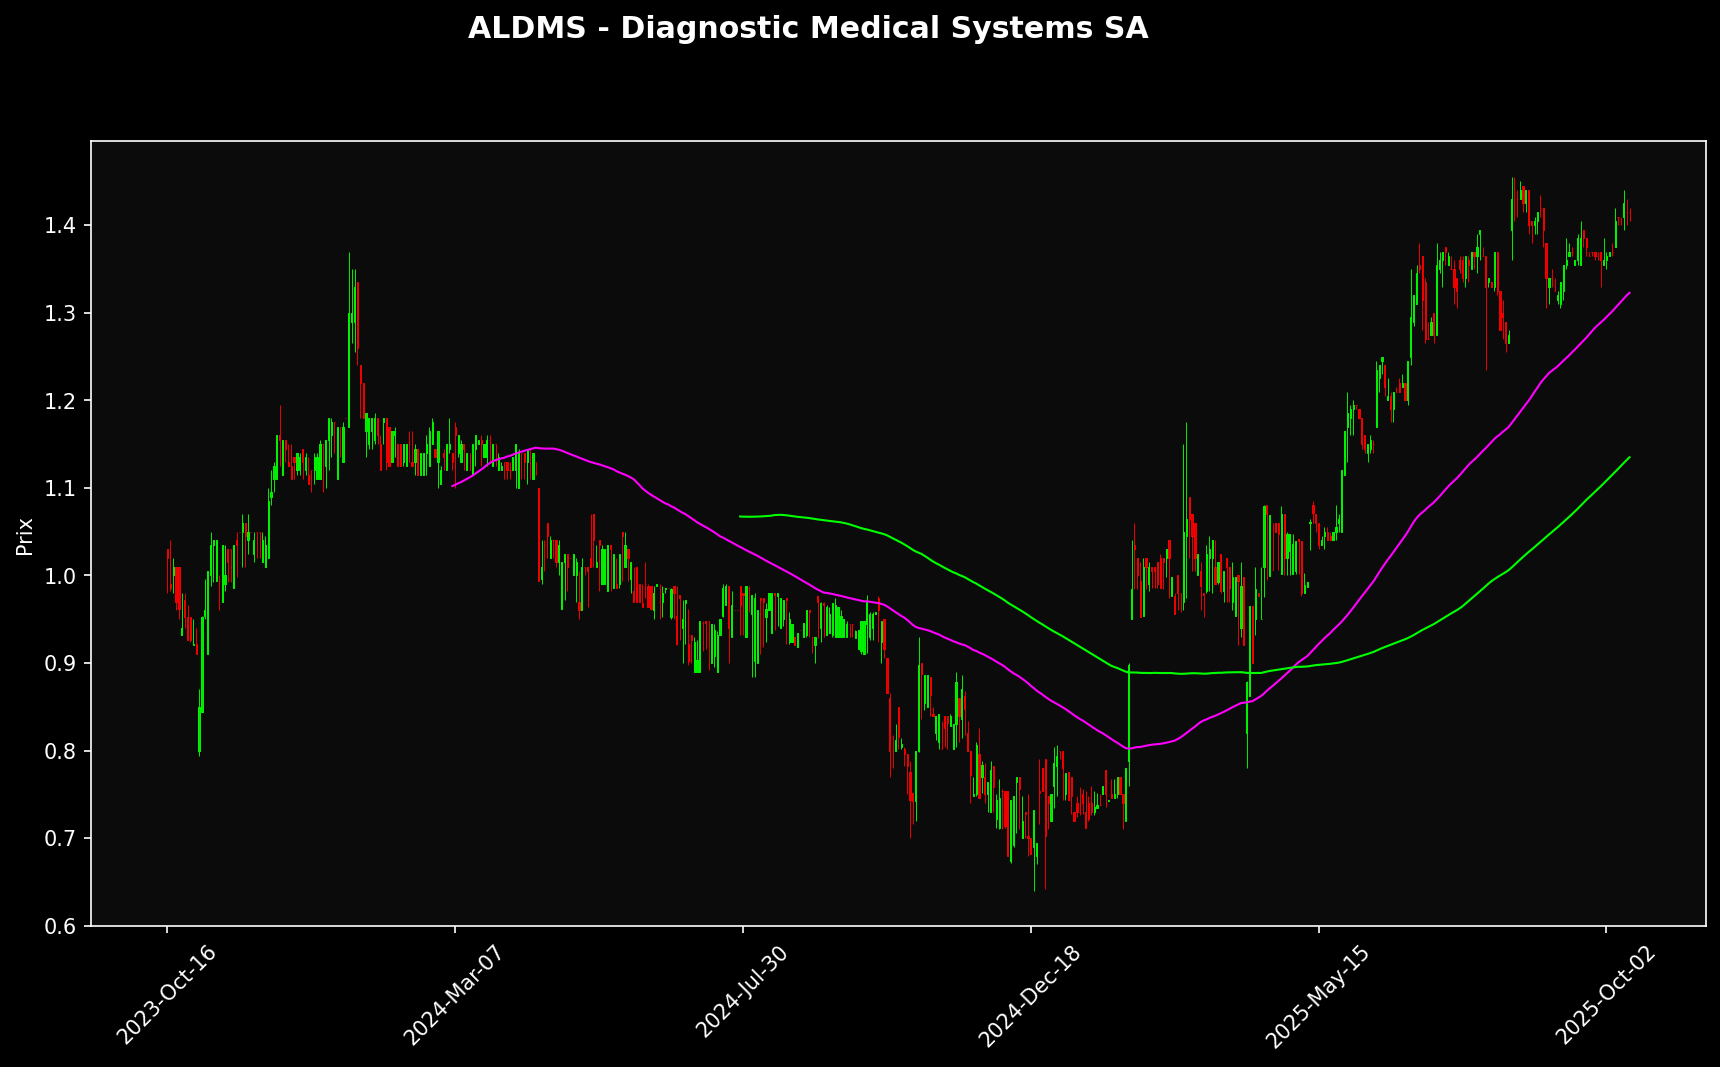 ALDMS - Diagnostic Medical Systems SA
Prix
1.4
1.3
1.2
1.1
1.0
0.9
0.8
0.7
0.6
2023-Oct-16
2024-Mar-07
2024-Jul-30
2024-Dec-18
2025-May-15
2025-Oct-02